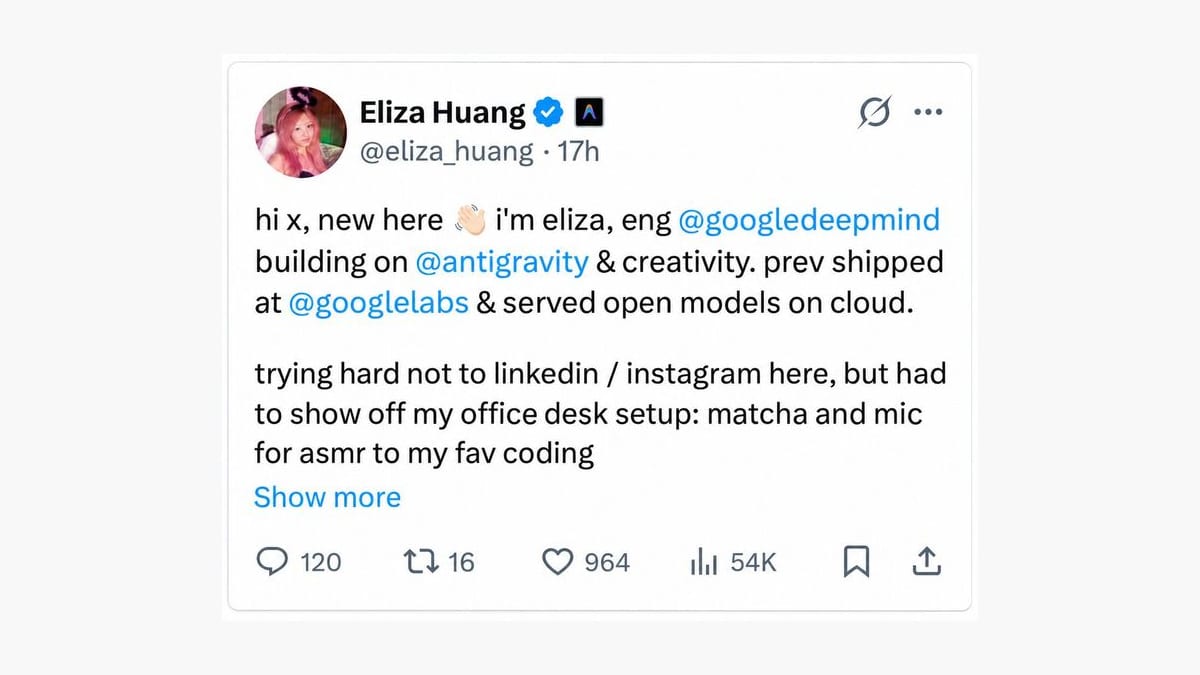 Eliza Huang
@eliza_huang · 17h
hi x, new here 👋🏻 i'm eliza, eng @googledeepmind
building on @antigravity & creativity. prev shipped
at @googlelabs & served open models on cloud.
trying hard not to linkedin / instagram here, but had
to show off my office desk setup: matcha and mic
for asmr to my fav coding
Show more
120 16 964 54K